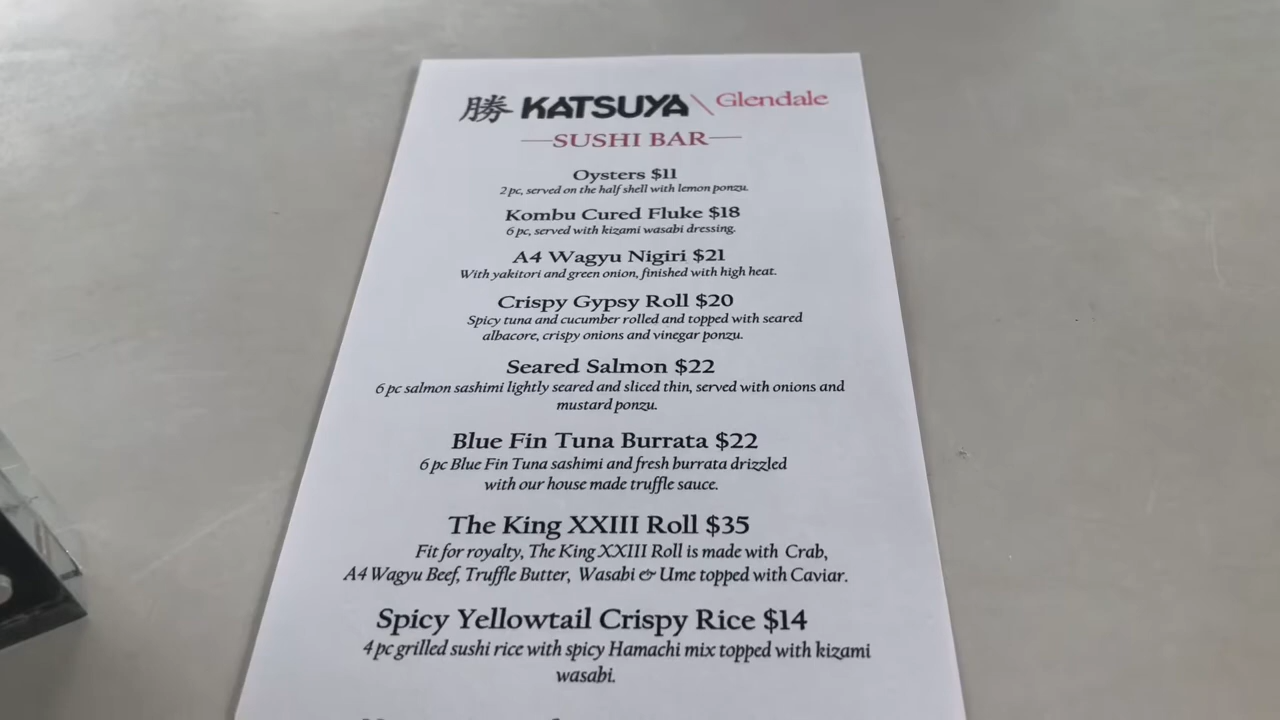 勝 KATSUYA \ Glendale
—SUSHI BAR—
Oysters $11
2 pc, served on the half shell with lemon ponzu.
Kombu Cured Fluke $18
6 pc, served with kizami wasabi dressing.
A4 Wagyu Nigiri $21
With yakitori and green onion, finished with high heat.
Crispy Gypsy Roll $20
Spicy tuna and cucumber rolled and topped with seared
albacore, crispy onions and vinegar ponzu.
Seared Salmon $22
6 pc salmon sashimi lightly seared and sliced thin, served with onions and
mustard ponzu.
Blue Fin Tuna Burrata $22
6 pc Blue Fin Tuna sashimi and fresh burrata drizzled
with our house made truffle sauce.
The King XXIII Roll $35
Fit for royalty, The King XXIII Roll is made with Crab,
A4 Wagyu Beef, Truffle Butter, Wasabi & Ume topped with Caviar.
Spicy Yellowtail Crispy Rice $14
4 pc grilled sushi rice with spicy Hamachi mix topped with kizami
wasabi.